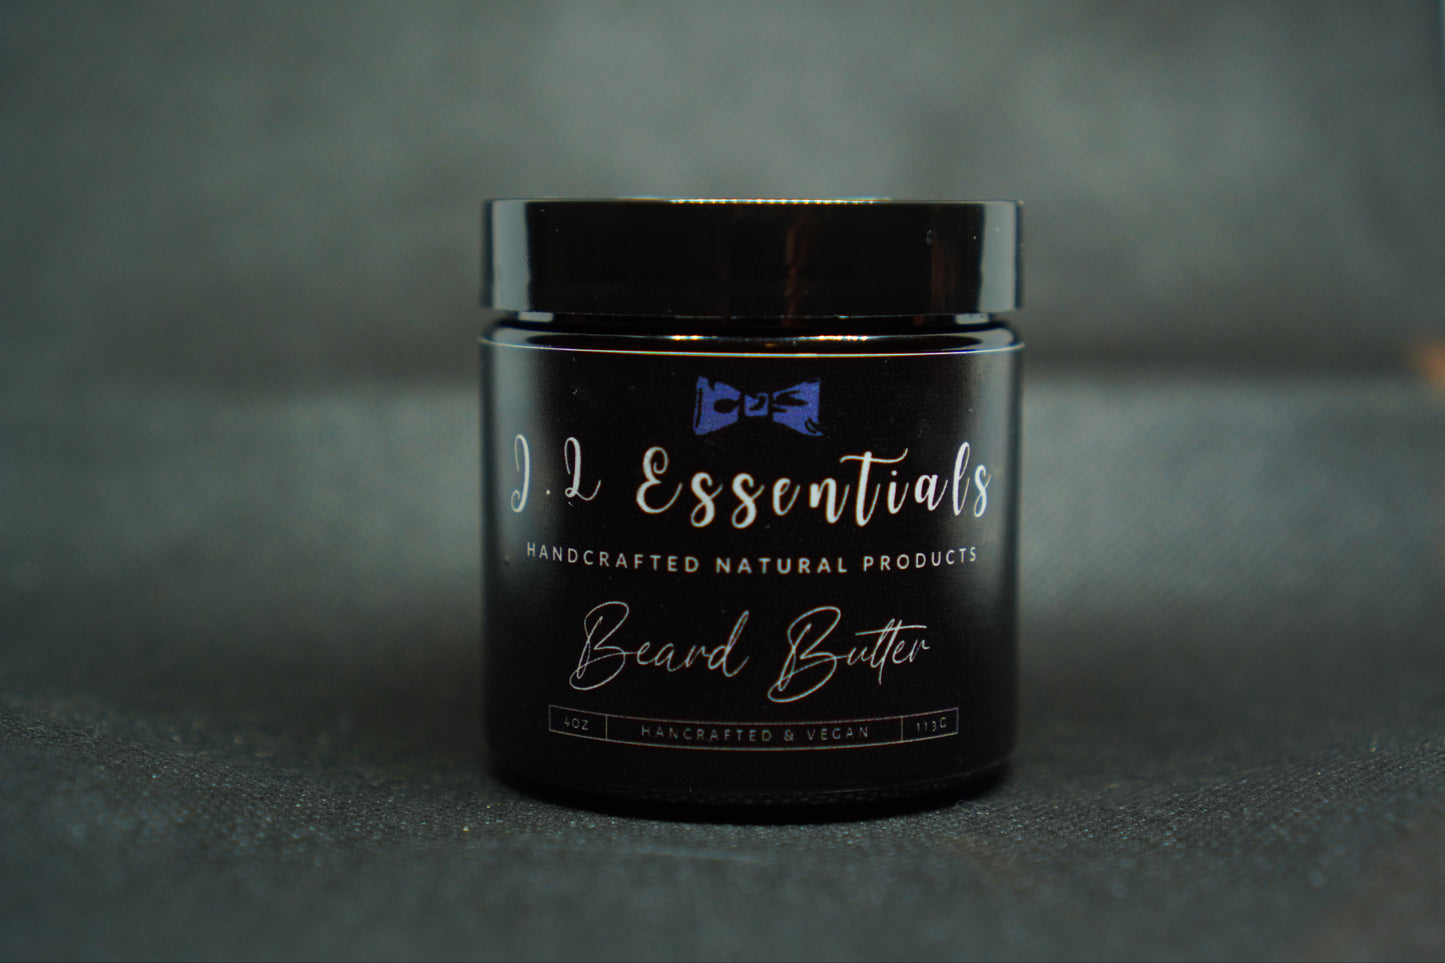 J.L Essentials
HANDCRAFTED NATURAL PRODUCTS
Beard Butter
4OZ HANCRAFTED & VEGAN 113G